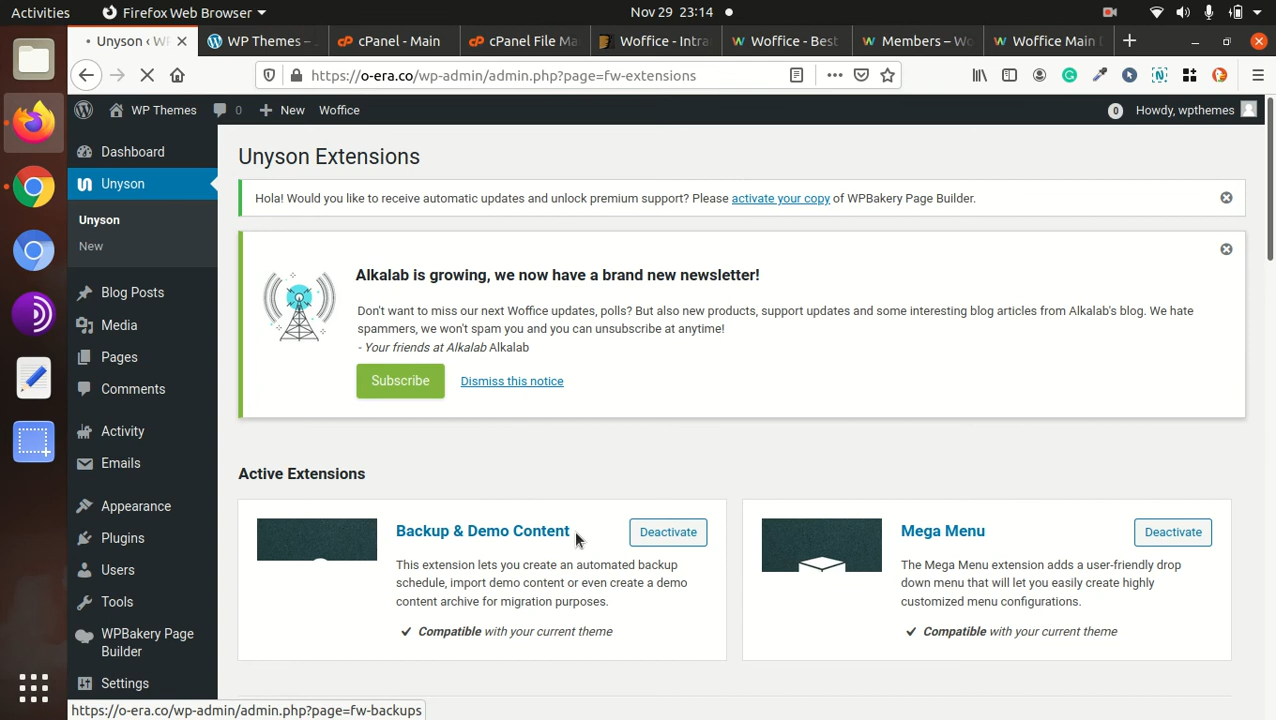 Activities
Firefox Web Browser
Nov 29 23:14
Unyson ‹ W
WP Themes –
cPanel - Main
cPanel File Ma
Woffice - Intra
Woffice - Best
Members – Wo
Woffice Main D
https://o-era.co/wp-admin/admin.php?page=fw-extensions
WP Themes
0
New
Woffice
0
Howdy, wpthemes
Dashboard
Unyson
Unyson
New
Blog Posts
Media
Pages
Comments
Activity
Emails
Appearance
Plugins
Users
Tools
WPBakery Page
Builder
Settings
Unyson Extensions
Hola! Would you like to receive automatic updates and unlock premium support? Please activate your copy of WPBakery Page Builder.
Alkalab is growing, we now have a brand new newsletter!
Don't want to miss our next Woffice updates, polls? But also new products, support updates and some interesting blog articles from Alkalab's blog. We hate
spammers, we won't spam you and you can unsubscribe at anytime!
- Your friends at Alkalab Alkalab
Subscribe
Dismiss this notice
Active Extensions
Backup & Demo Content
Deactivate
This extension lets you create an automated backup
schedule, import demo content or even create a demo
content archive for migration purposes.
Compatible with your current theme
Mega Menu
Deactivate
The Mega Menu extension adds a user-friendly drop
down menu that will let you easily create highly
customized menu configurations.
Compatible with your current theme
https://o-era.co/wp-admin/admin.php?page=fw-backups